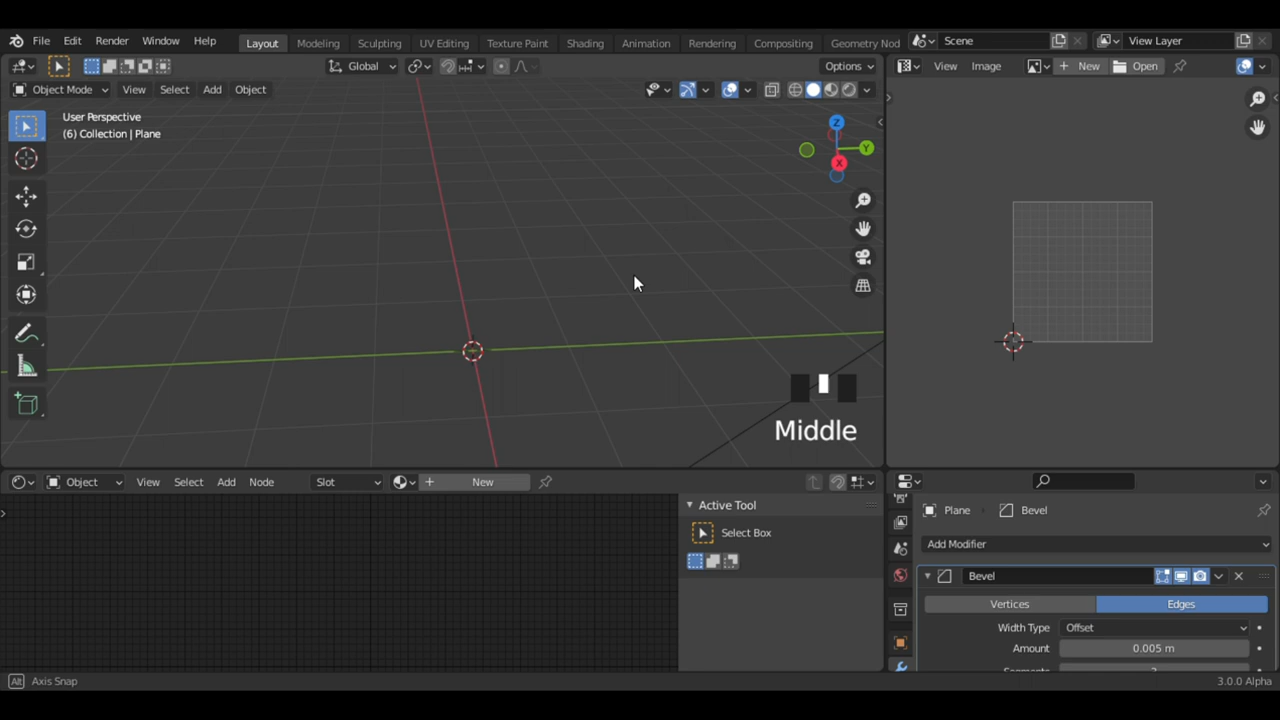 File Edit Render Window Help Layout Modeling Sculpting UV Editing Texture Paint Shading Animation Rendering Compositing Geometry Nod Scene View Layer
Global Options View Image New Open
Object Mode View Select Add Object
User Perspective
(6) Collection | Plane
Z
Y
X
Middle
Object View Select Add Node Slot New
Active Tool
Select Box
Plane Bevel
Add Modifier
Bevel
Vertices Edges
Width Type Offset
Amount 0.005 m
Alt Axis Snap 3.0.0 Alpha